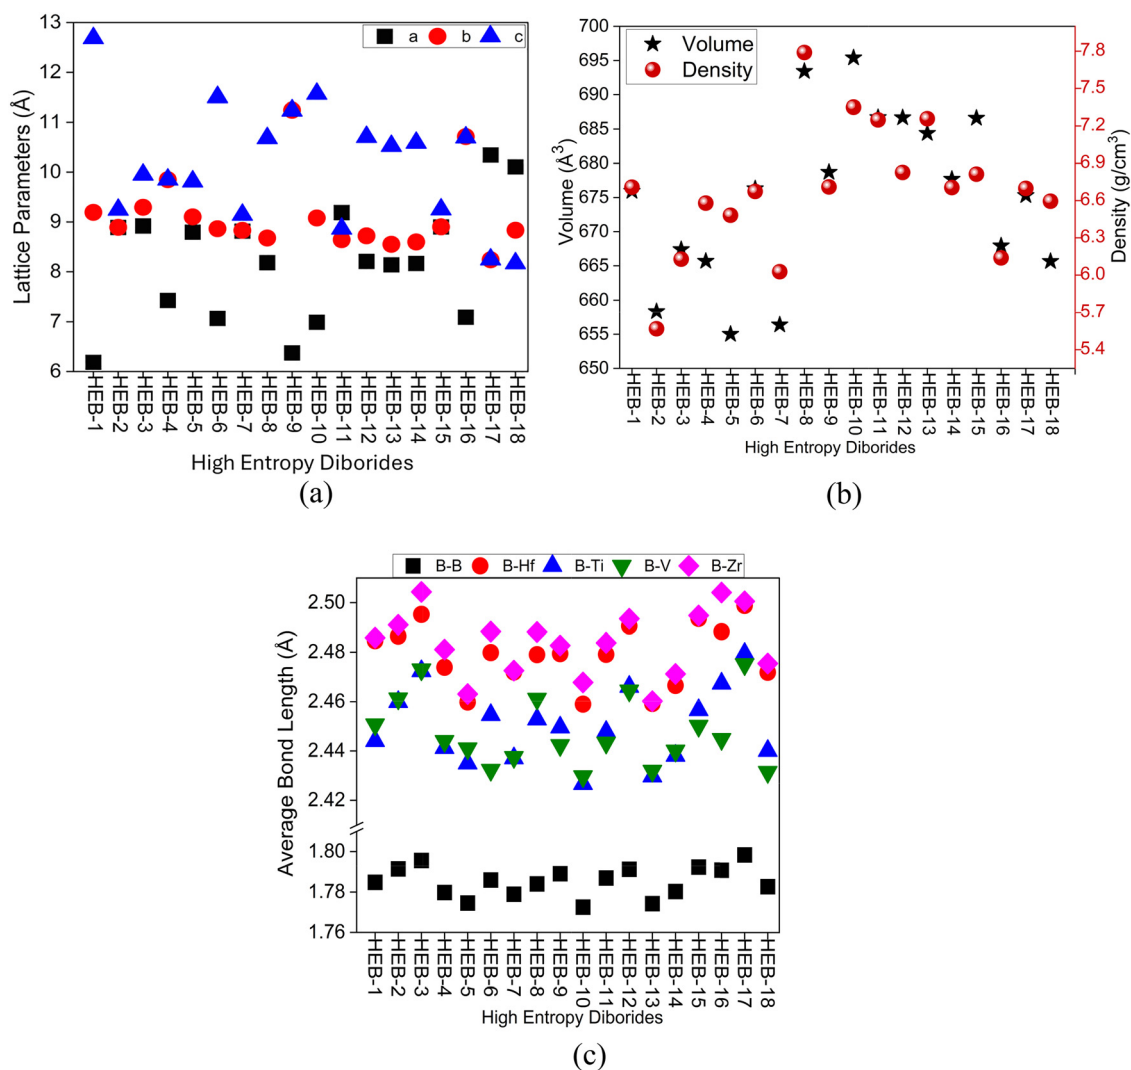 13
12
11
10
9
8
7
6
Lattice Parameters (Å)
a b c
HEB-1
HEB-2
HEB-3
HEB-4
HEB-5
HEB-6
HEB-7
HEB-8
HEB-9
HEB-10
HEB-11
HEB-12
HEB-13
HEB-14
HEB-15
HEB-16
HEB-17
HEB-18
High Entropy Diborides
(a)
700
695
690
685
680
675
670
665
660
655
650
Volume (Å³)
Volume
Density
7.8
7.5
7.2
6.9
6.6
6.3
6.0
5.7
5.4
Density (g/cm³)
HEB-1
HEB-2
HEB-3
HEB-4
HEB-5
HEB-6
HEB-7
HEB-8
HEB-9
HEB-10
HEB-11
HEB-12
HEB-13
HEB-14
HEB-15
HEB-16
HEB-17
HEB-18
High Entropy Diborides
(b)
B-B B-Hf B-Ti B-V B-Zr
2.50
2.48
2.46
2.44
2.42
1.80
1.78
1.76
Average Bond Length (Å)
HEB-1
HEB-2
HEB-3
HEB-4
HEB-5
HEB-6
HEB-7
HEB-8
HEB-9
HEB-10
HEB-11
HEB-12
HEB-13
HEB-14
HEB-15
HEB-16
HEB-17
HEB-18
High Entropy Diborides
(c)